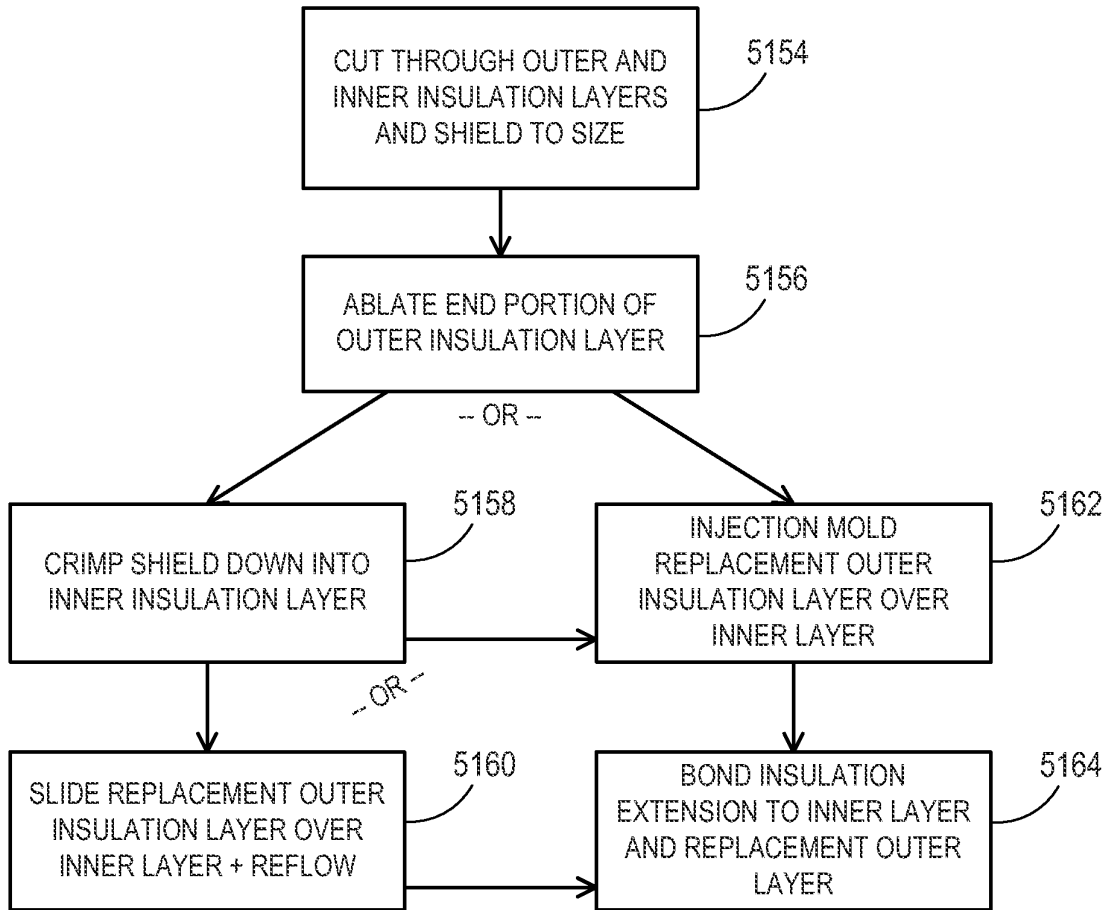 CUT THROUGH OUTER AND
INNER INSULATION LAYERS
AND SHIELD TO SIZE
5154
ABLATE END PORTION OF
OUTER INSULATION LAYER
5156
-- OR --
CRIMP SHIELD DOWN INTO
INNER INSULATION LAYER
5158
INJECTION MOLD
REPLACEMENT OUTER
INSULATION LAYER OVER
INNER LAYER
5162
-- OR --
SLIDE REPLACEMENT OUTER
INSULATION LAYER OVER
INNER LAYER + REFLOW
5160
BOND INSULATION
EXTENSION TO INNER LAYER
AND REPLACEMENT OUTER
LAYER
5164